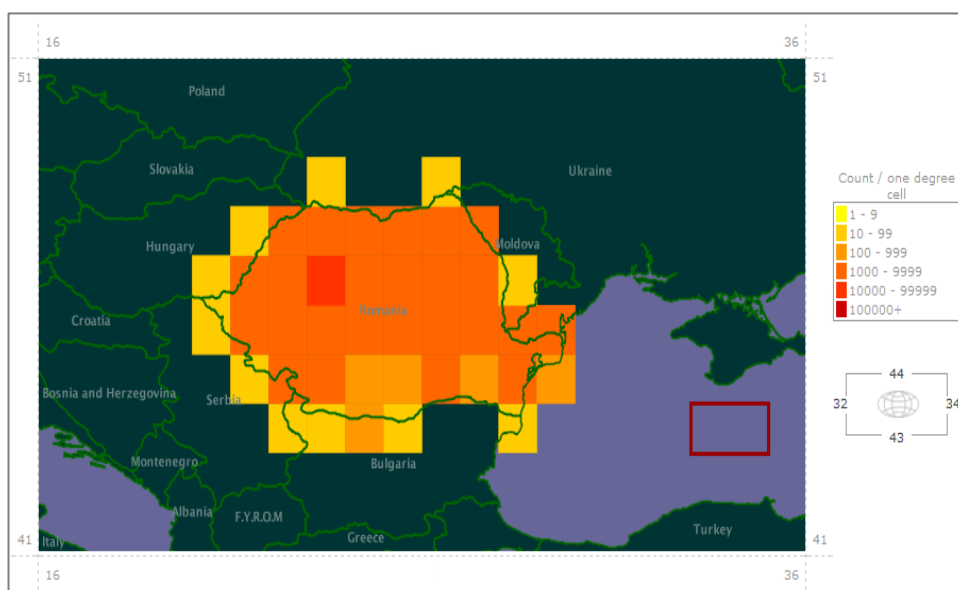 16 36
51 51
Poland
Slovakia
Ukraine
Count / one degree
cell
1 - 9
10 - 99
100 - 999
1000 - 9999
10000 - 99999
100000+
Hungary
Moldova
Romania
Croatia
Bosnia and Herzegovina
Serbia
44
32 34
43
Montenegro
Bulgaria
Albania
F.Y.R.O.M
Greece
Turkey
Italy
41 41
16 36